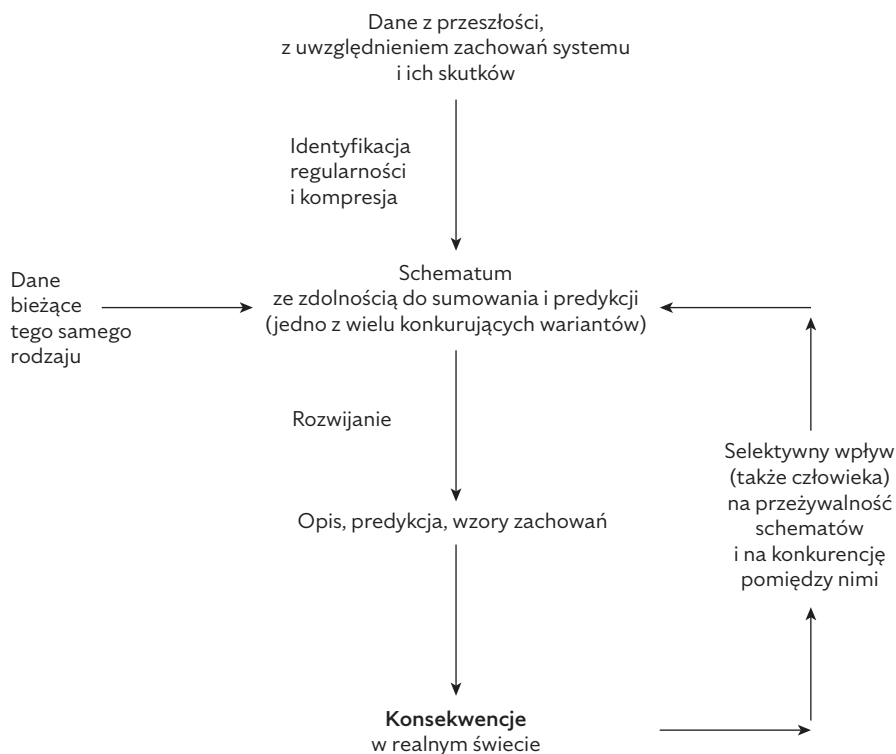 Dane z przeszłości,
z uwzględnieniem zachowań systemu
i ich skutków
Identyfikacja
regularności
i kompresja
Dane
bieżące
tego samego
rodzaju
Schematum
ze zdolnością do sumowania i predykcji
(jedno z wielu konkurujących wariantów)
Rozwijanie
Selektywny wpływ
(także człowieka)
na przeżywalność
schematów
i na konkurencję
pomiędzy nimi
Opis, predykcja, wzory zachowań
Konsekwencje
w realnym świecie